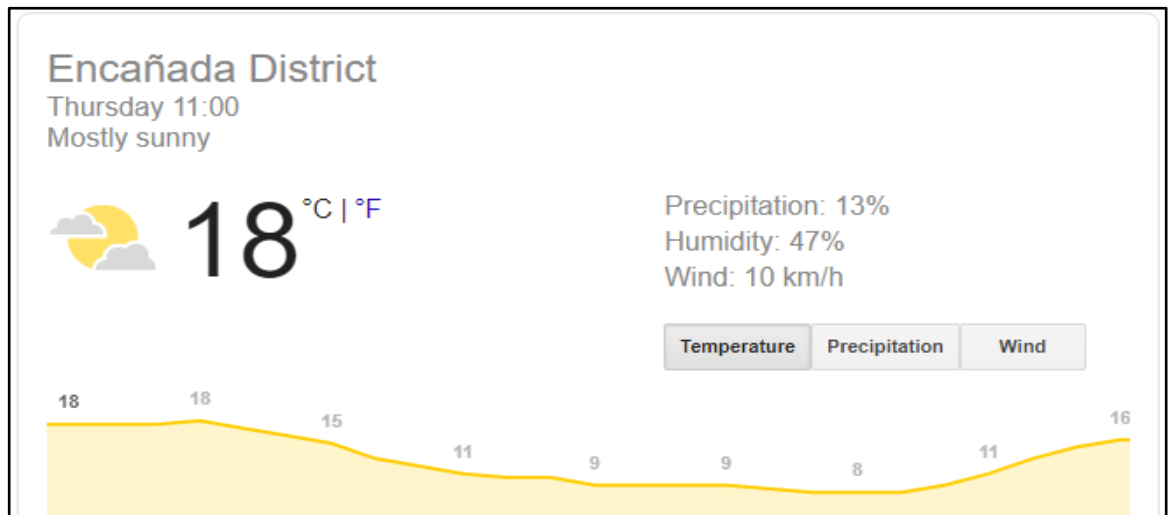 Encañada District
Thursday 11:00
Mostly sunny
18 °C | °F
Precipitation: 13%
Humidity: 47%
Wind: 10 km/h
Temperature Precipitation Wind
18 18 15 11 9 9 8 11 16